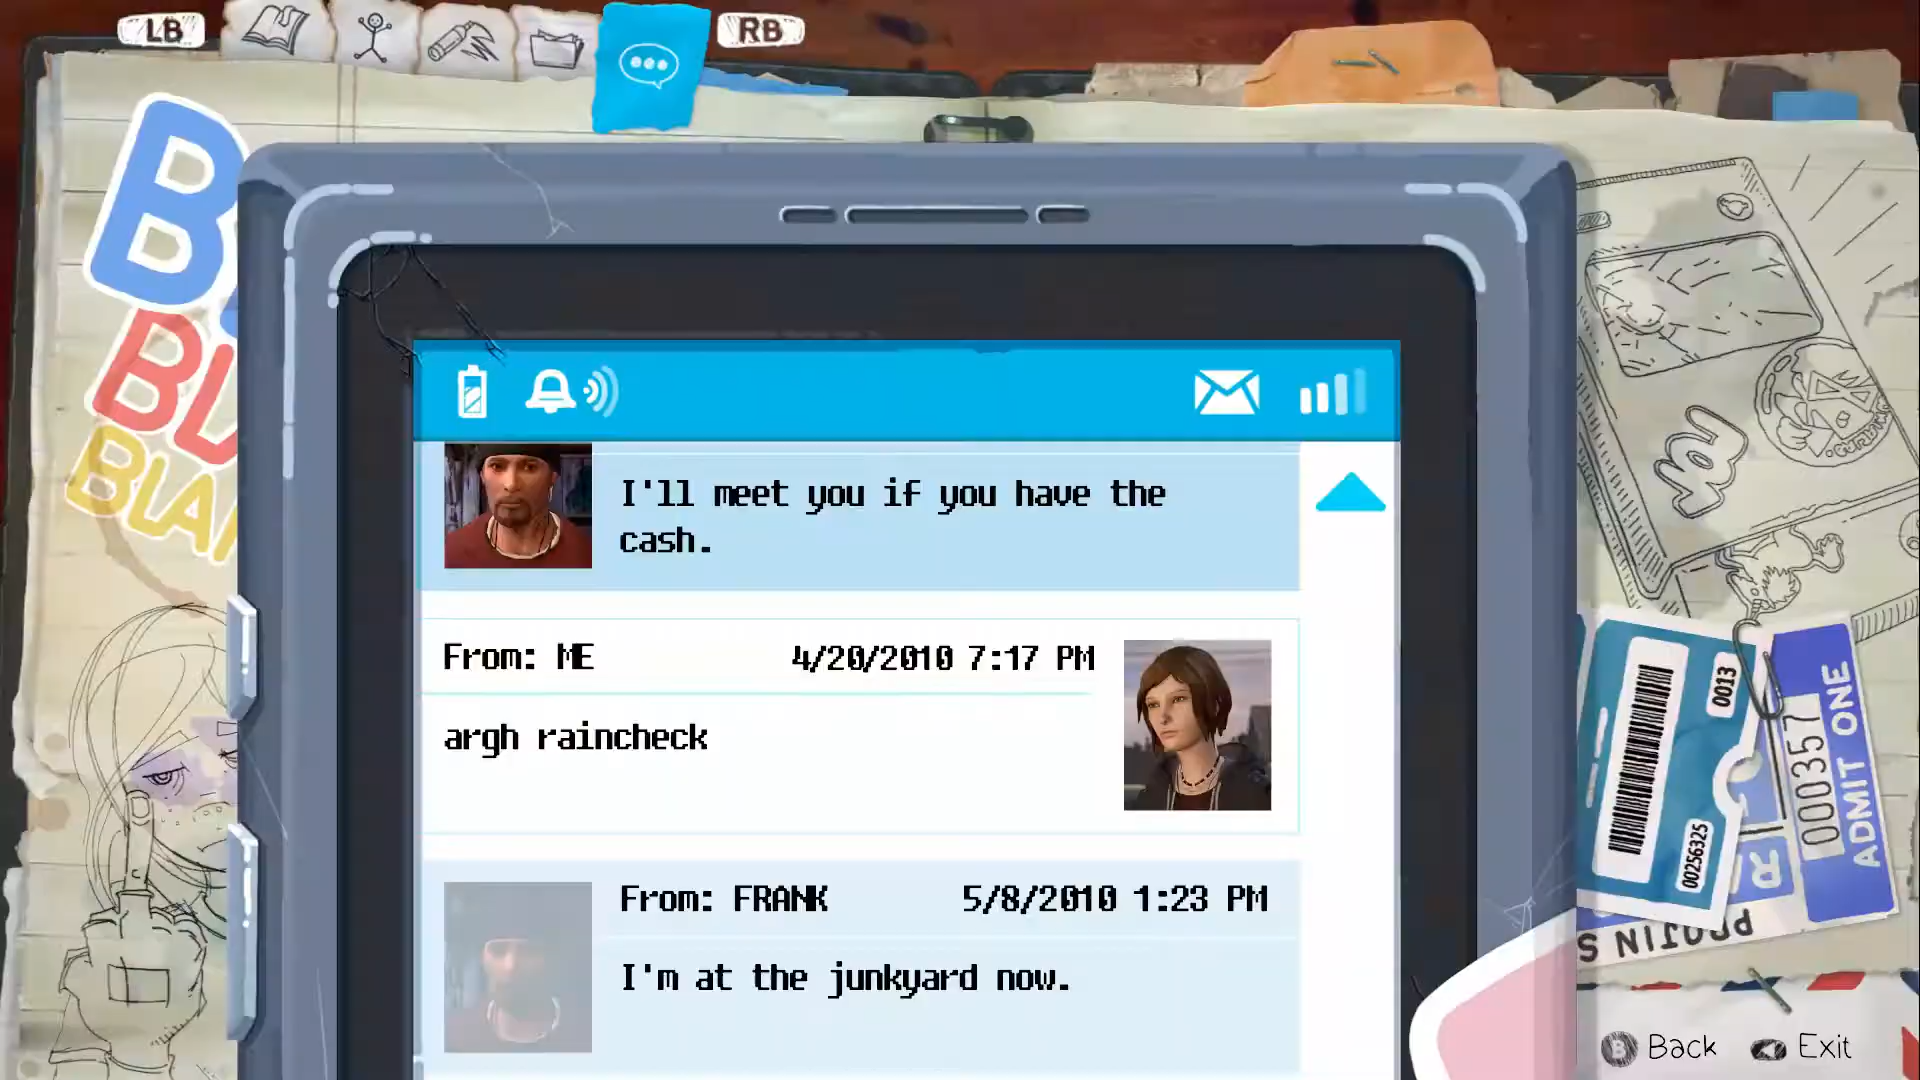 LB
RB
BL
BLA
I'll meet you if you have the
cash.
From: ME
4/20/2010 7:17 PM
argh raincheck
From: FRANK
5/8/2010 1:23 PM
I'm at the junkyard now.
0013
00256325
000357
ADMIT ONE
B Back
Exit